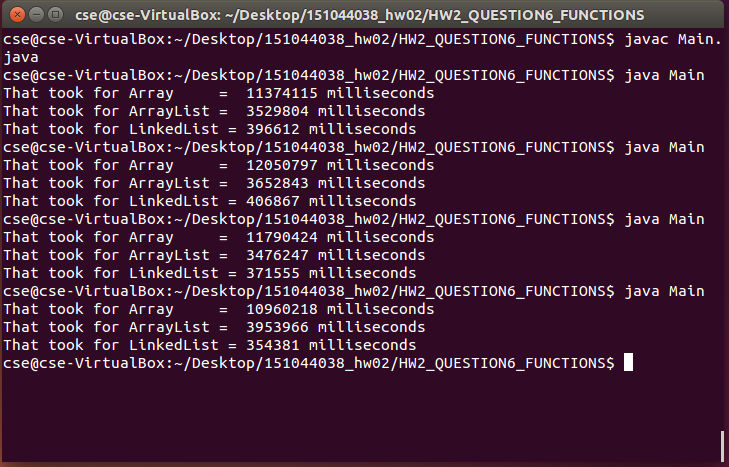 cse@cse-VirtualBox: ~/Desktop/151044038_hw02/HW2_QUESTION6_FUNCTIONS
cse@cse-VirtualBox:~/Desktop/151044038_hw02/HW2_QUESTION6_FUNCTIONS$ javac Main.
java
cse@cse-VirtualBox:~/Desktop/151044038_hw02/HW2_QUESTION6_FUNCTIONS$ java Main
That took for Array     =  11374115 milliseconds
That took for ArrayList =  3529804 milliseconds
That took for LinkedList = 396612 milliseconds
cse@cse-VirtualBox:~/Desktop/151044038_hw02/HW2_QUESTION6_FUNCTIONS$ java Main
That took for Array     =  12050797 milliseconds
That took for ArrayList =  3652843 milliseconds
That took for LinkedList = 406867 milliseconds
cse@cse-VirtualBox:~/Desktop/151044038_hw02/HW2_QUESTION6_FUNCTIONS$ java Main
That took for Array     =  11790424 milliseconds
That took for ArrayList =  3476247 milliseconds
That took for LinkedList = 371555 milliseconds
cse@cse-VirtualBox:~/Desktop/151044038_hw02/HW2_QUESTION6_FUNCTIONS$ java Main
That took for Array     =  10960218 milliseconds
That took for ArrayList =  3953966 milliseconds
That took for LinkedList = 354381 milliseconds
cse@cse-VirtualBox:~/Desktop/151044038_hw02/HW2_QUESTION6_FUNCTIONS$